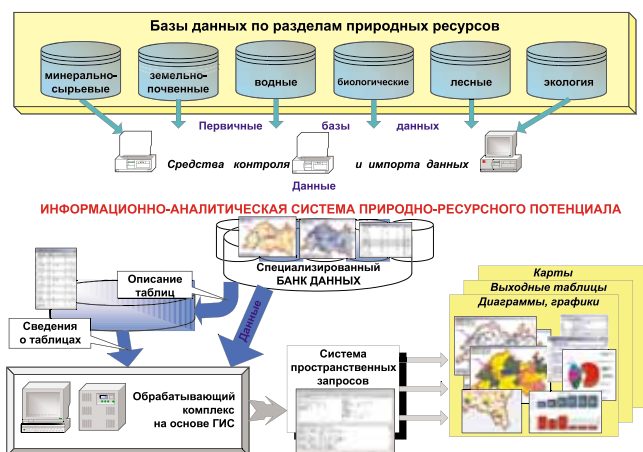 Базы данных по разделам природных ресурсов
минерально-
сырьевые
земельно-
почвенные
водные
биологические
лесные
экология
Первичные базы данных
Средства контроля и импорта данных
Данные
ИНФОРМАЦИОННО-АНАЛИТИЧЕСКАЯ СИСТЕМА ПРИРОДНО-РЕСУРСНОГО ПОТЕНЦИАЛА
Специализированный
БАНК ДАННЫХ
Описание
таблиц
Сведения
о таблицах
Данные
Карты
Выходные таблицы
Диаграммы, графики
Система
пространственных
запросов
Обрабатывающий
комплекс
на основе ГИС